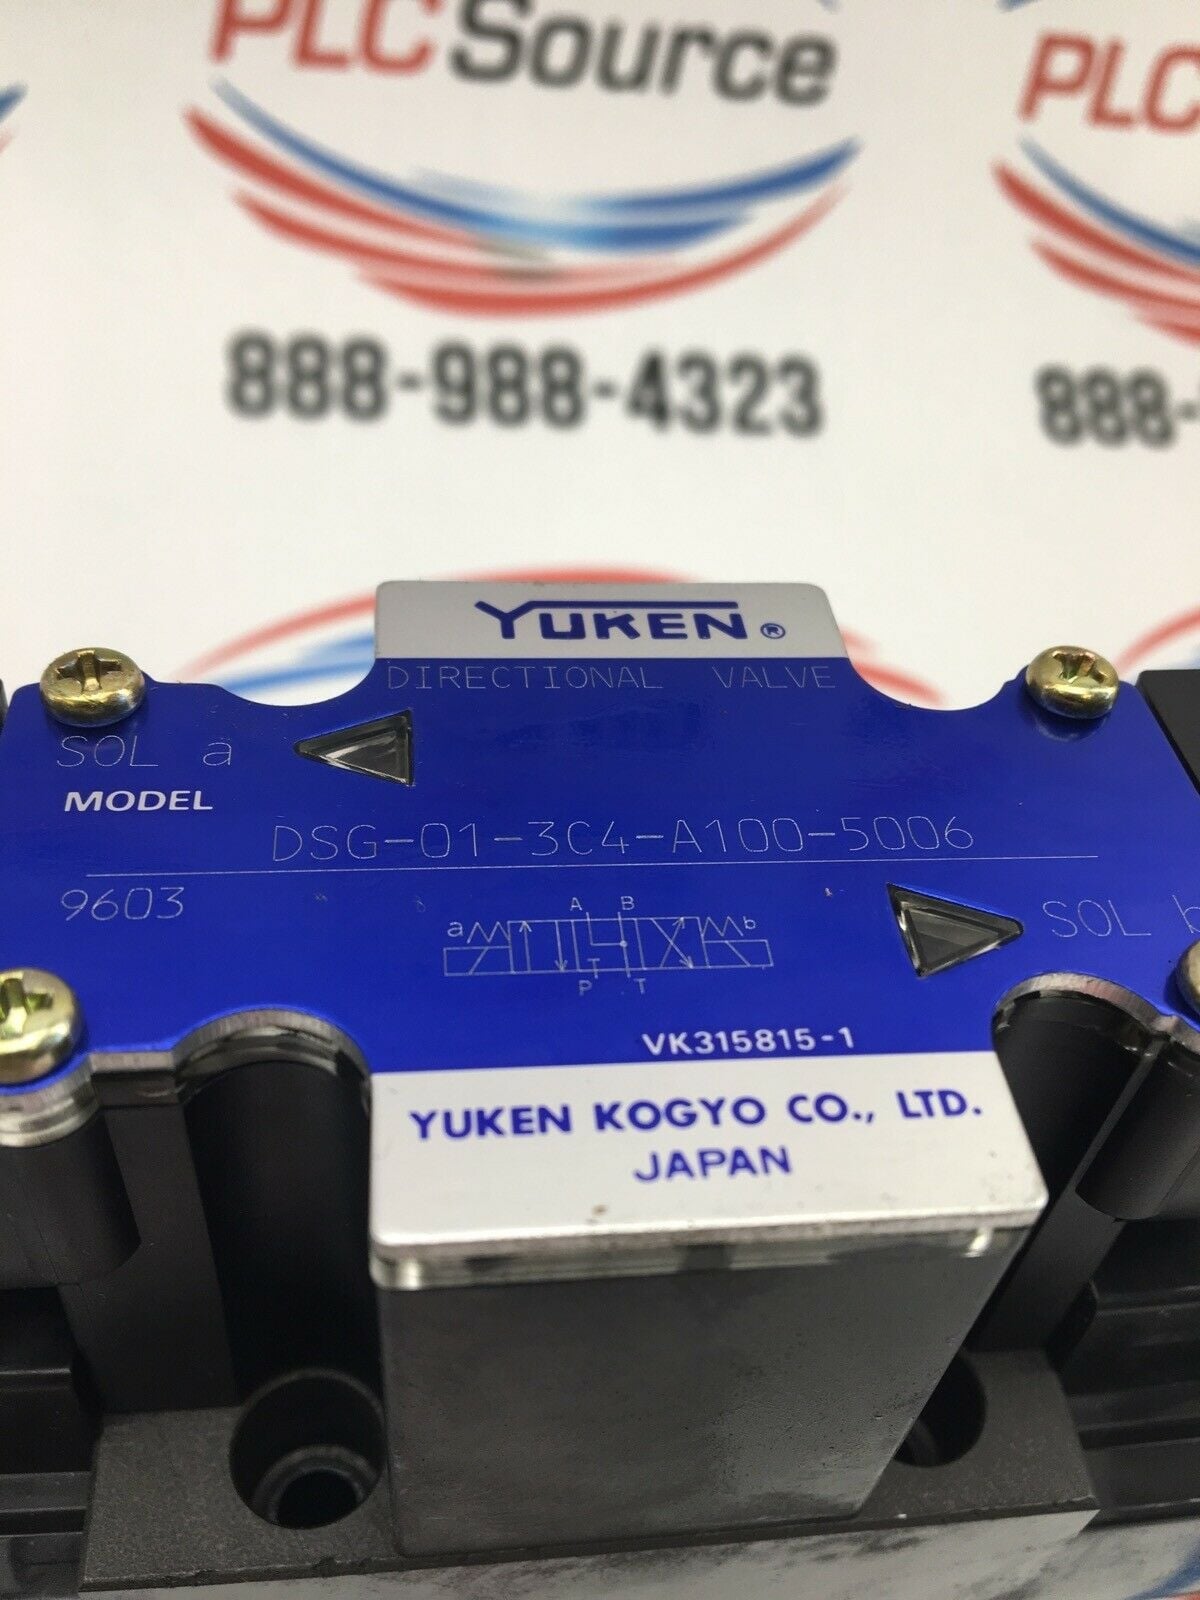 PLC Source
PLC
888-988-4323
888-
YUKEN®
DIRECTIONAL VALVE
SOL a
MODEL
DSG-01-3C4-A100-5006
9603
A B
a b
P T
SOL b
VK315815-1
YUKEN KOGYO CO., LTD.
JAPAN